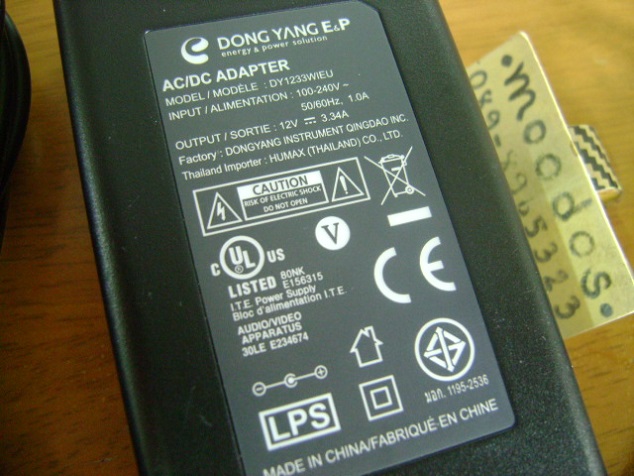 DONG YANG E&P
energy & power solution
AC/DC ADAPTER
MODEL / MODÈLE : DY1233WIEU
INPUT / ALIMENTATION : 100-240V ~
50/60Hz, 1.0A
OUTPUT / SORTIE : 12V ⎓ 3.34A
Factory : DONGYANG INSTRUMENT QINGDAO INC.
Thailand Importer : HUMAX (THAILAND) CO., LTD.
CAUTION
RISK OF ELECTRIC SHOCK
DO NOT OPEN
V
C UL US
LISTED 80NK
E156315
I.T.E. Power Supply
Bloc d'alimentation I.T.E.
AUDIO/VIDEO
APPARATUS
30LE E234674
CE
LPS
มอก. 1195-2536
MADE IN CHINA/FABRIQUÉ EN CHINE
•moodos•
089-8965323